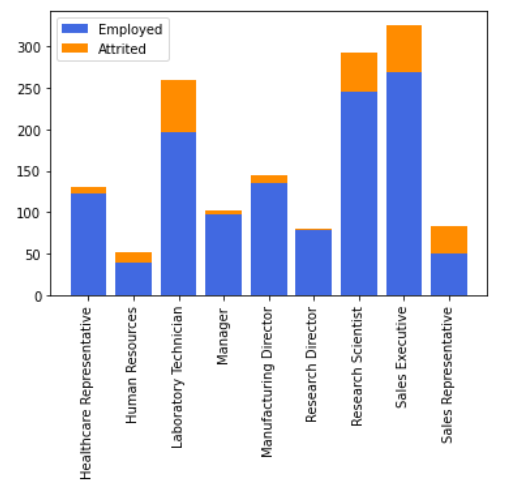 Employed
Attrited
300
250
200
150
100
50
0
Healthcare Representative
Human Resources
Laboratory Technician
Manager
Manufacturing Director
Research Director
Research Scientist
Sales Executive
Sales Representative